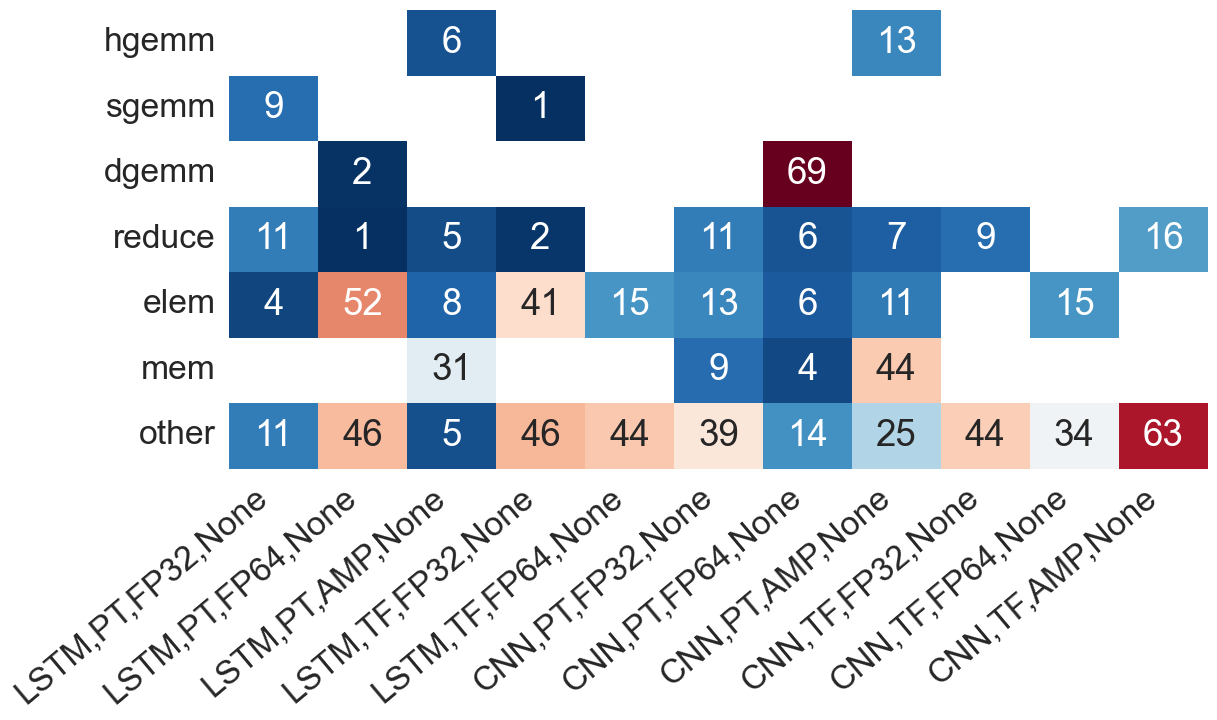 hgemm 6 13
sgemm 9 1
dgemm 2 69
reduce 11 1 5 2 11 6 7 9 16
elem 4 52 8 41 15 13 6 11 15
mem 31 9 4 44
other 11 46 5 46 44 39 14 25 44 34 63
LSTM,PT,FP32,None
LSTM,PT,FP64,None
LSTM,PT,AMP,None
LSTM,TF,FP32,None
LSTM,TF,FP64,None
CNN,PT,FP32,None
CNN,PT,FP64,None
CNN,PT,AMP,None
CNN,TF,FP32,None
CNN,TF,FP64,None
CNN,TF,AMP,None